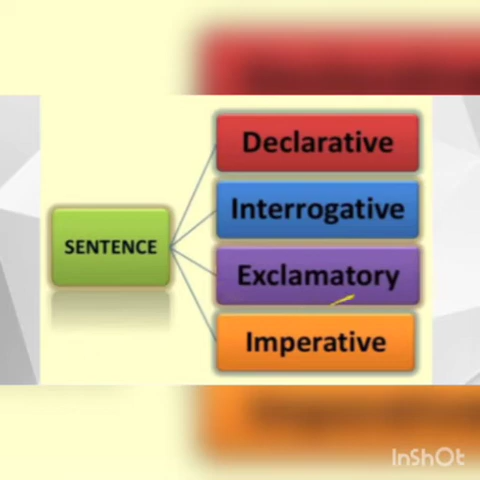 Declarative
Interrogative
SENTENCE
Exclamatory
Imperative
InShOt